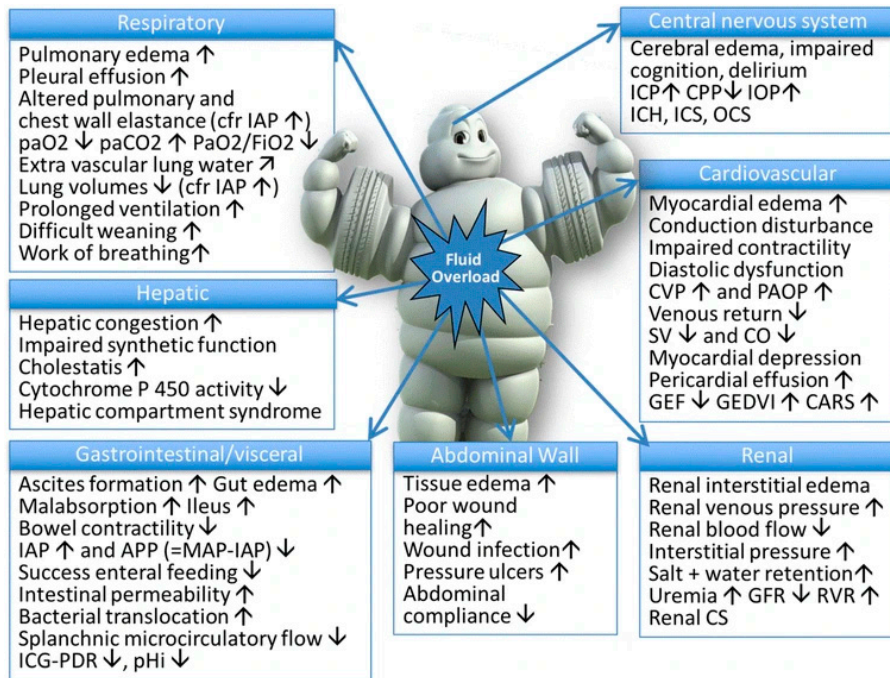 Respiratory
Pulmonary edema ↑
Pleural effusion ↑
Altered pulmonary and
chest wall elastance (cfr IAP ↑)
paO2 ↓ paCO2 ↑ PaO2/FiO2 ↓
Extra vascular lung water ↗
Lung volumes ↓ (cfr IAP ↑)
Prolonged ventilation ↑
Difficult weaning ↑
Work of breathing↑
Central nervous system
Cerebral edema, impaired
cognition, delirium
ICP↑ CPP↓ IOP↑
ICH, ICS, OCS
Fluid
Overload
Cardiovascular
Myocardial edema ↑
Conduction disturbance
Impaired contractility
Diastolic dysfunction
CVP ↑ and PAOP ↑
Venous return ↓
SV ↓ and CO ↓
Myocardial depression
Pericardial effusion ↑
GEF ↓ GEDVI ↑ CARS ↑
Hepatic
Hepatic congestion ↑
Impaired synthetic function
Cholestatis ↑
Cytochrome P 450 activity ↓
Hepatic compartment syndrome
Gastrointestinal/visceral
Ascites formation ↑ Gut edema ↑
Malabsorption ↑ Ileus ↑
Bowel contractility ↓
IAP ↑ and APP (=MAP-IAP) ↓
Success enteral feeding ↓
Intestinal permeability ↑
Bacterial translocation ↑
Splanchnic microcirculatory flow ↓
ICG-PDR ↓, pHi ↓
Abdominal Wall
Tissue edema ↑
Poor wound
healing↑
Wound infection↑
Pressure ulcers ↑
Abdominal
compliance ↓
Renal
Renal interstitial edema
Renal venous pressure ↑
Renal blood flow ↓
Interstitial pressure ↑
Salt + water retention↑
Uremia ↑ GFR ↓ RVR ↑
Renal CS